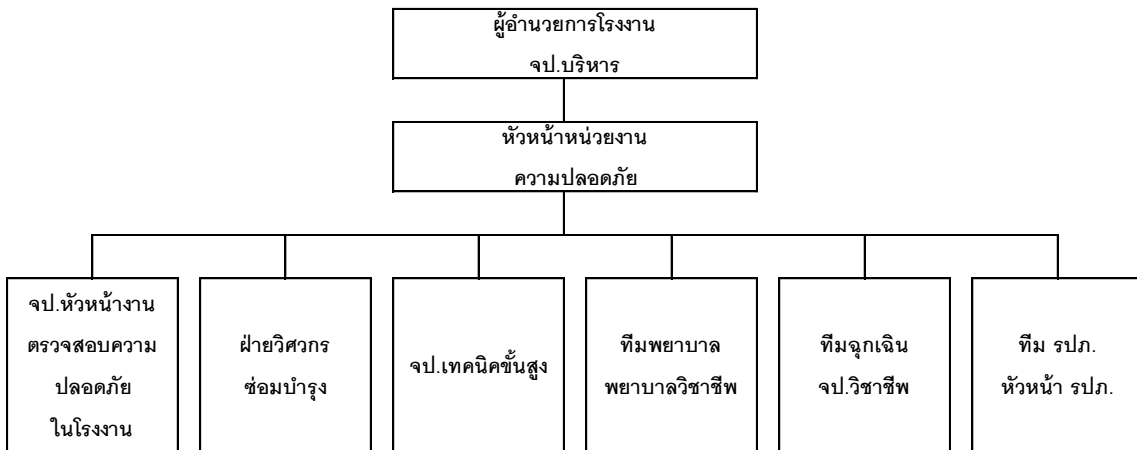 ผู้อำนวยการโรงงาน
จป.บริหาร
หัวหน้าหน่วยงาน
ความปลอดภัย
จป.หัวหน้างาน
ตรวจสอบความ
ปลอดภัย
ในโรงงาน
ฝ่ายวิศวกร
ซ่อมบำรุง
จป.เทคนิคขั้นสูง
ทีมพยาบาล
พยาบาลวิชาชีพ
ทีมฉุกเฉิน
จป.วิชาชีพ
ทีม รปภ.
หัวหน้า รปภ.